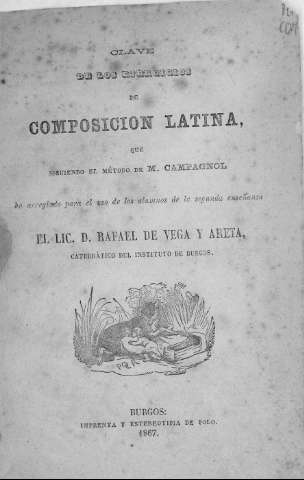 CLAVE
DE LOS EJERCICIOS
DE
COMPOSICION LATINA,
QUE
SIGUIENDO EL MÉTODO DE M. CAMPAGNOL
ha arreglado para el uso de los alumnos de la segunda enseñanza
EL LIC. D. RAFAEL DE VEGA Y ARETA,
CATEDRÁTICO DEL INSTITUTO DE BURGOS.
BURGOS:
IMPRENTA Y ESTEREOTIPIA DE POLO.
1867.